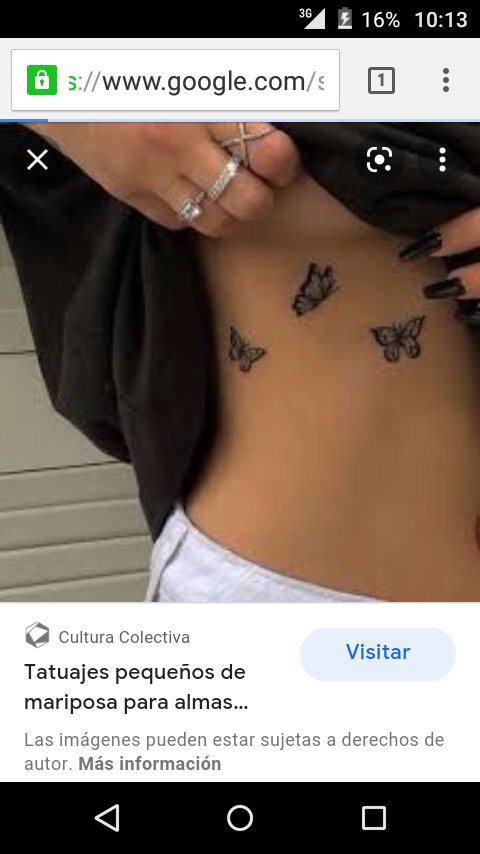 3G 16% 10:13
s://www.google.com/s
1
Cultura Colectiva
Visitar
Tatuajes pequeños de
mariposa para almas...
Las imágenes pueden estar sujetas a derechos de
autor. Más información